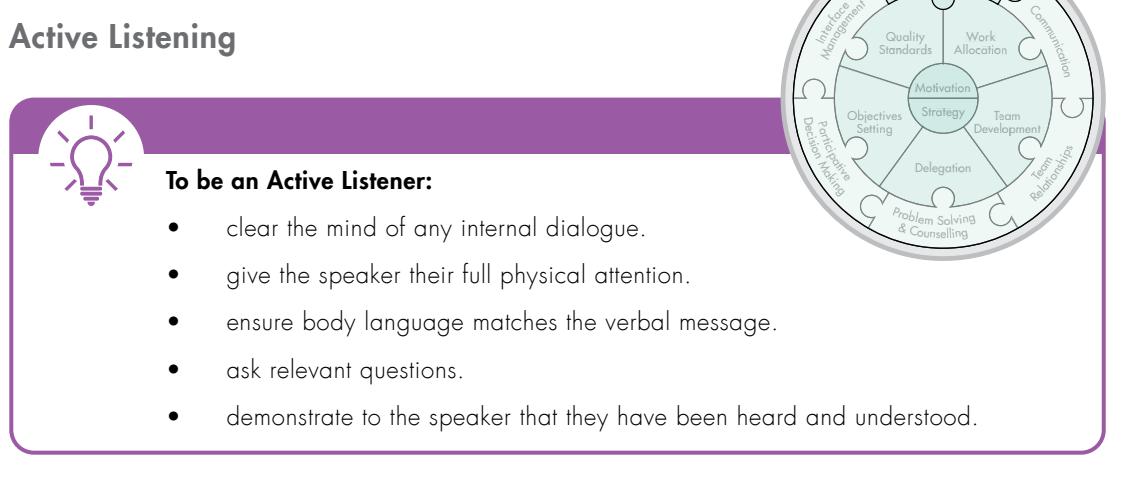 Active Listening
Interface
Management
Communication
Quality
Standards
Work
Allocation
Motivation
Strategy
Objectives
Setting
Team
Development
Participative
Decision Making
Delegation
Team
Relationships
Problem Solving
& Counselling
To be an Active Listener:
• clear the mind of any internal dialogue.
• give the speaker their full physical attention.
• ensure body language matches the verbal message.
• ask relevant questions.
• demonstrate to the speaker that they have been heard and understood.